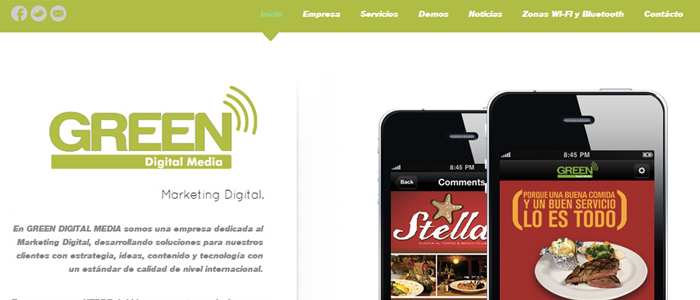 Inicio Empresa Servicios Demos Noticias Zonas WI-FI y Bluetooth Contácto
GREEN
Digital Media
Marketing Digital.
En GREEN DIGITAL MEDIA somos una empresa dedicada al
Marketing Digital, desarrollando soluciones para nuestros
clientes con estrategia, ideas, contenido y tecnología con
un estándar de calidad de nivel internacional.
8:45 PM
Back Comments
Stella
8:45 PM
GREEN
Digital Media
PORQUE UNA BUENA COMIDA
Y UN BUEN SERVICIO
LO ES TODO